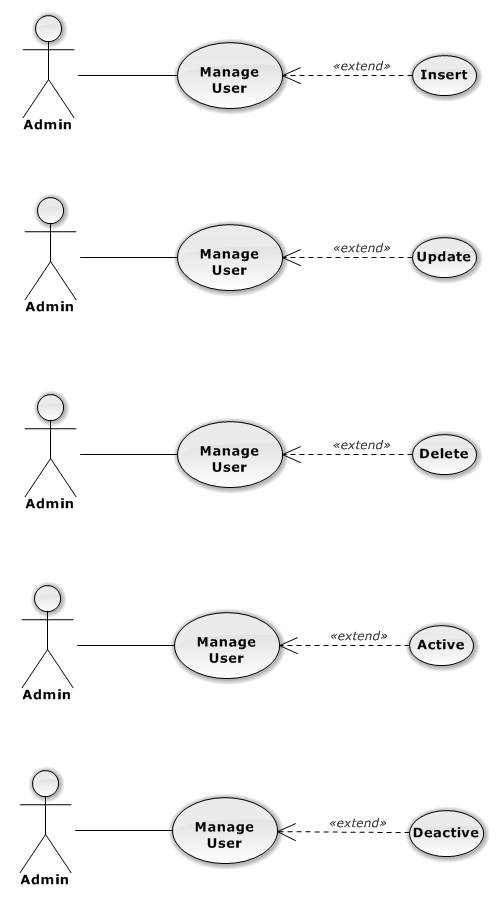 «extend»
Manage
User
Insert
Admin
«extend»
Manage
User
Update
Admin
«extend»
Manage
User
Delete
Admin
«extend»
Manage
User
Active
Admin
«extend»
Manage
User
Deactive
Admin